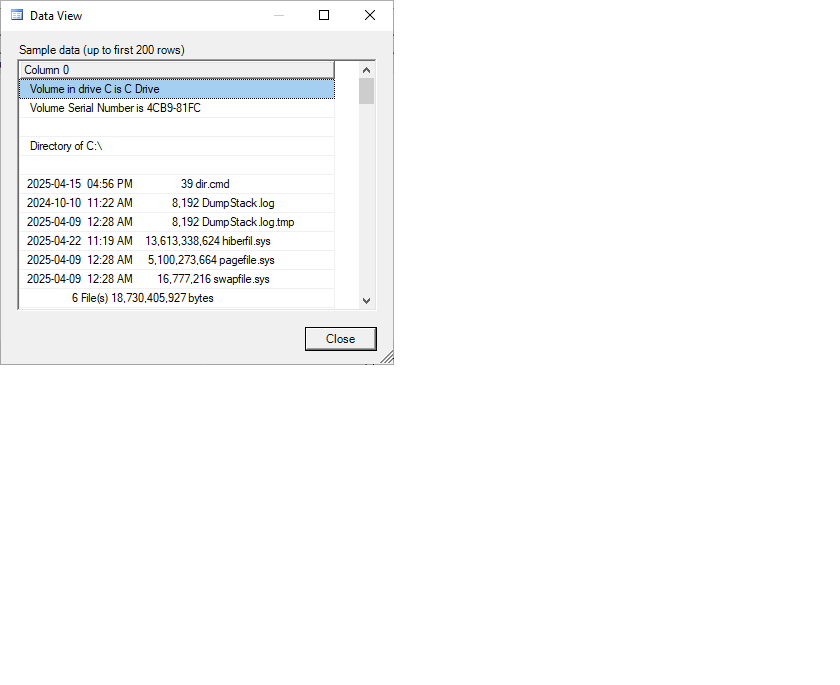 Data View
Sample data (up to first 200 rows)
Column 0
Volume in drive C is C Drive
Volume Serial Number is 4CB9-81FC
Directory of C:\
2025-04-15 04:56 PM 39 dir.cmd
2024-10-10 11:22 AM 8,192 DumpStack.log
2025-04-09 12:28 AM 8,192 DumpStack.log.tmp
2025-04-22 11:19 AM 13,613,338,624 hiberfil.sys
2025-04-09 12:28 AM 5,100,273,664 pagefile.sys
2025-04-09 12:28 AM 16,777,216 swapfile.sys
6 File(s) 18,730,405,927 bytes
Close